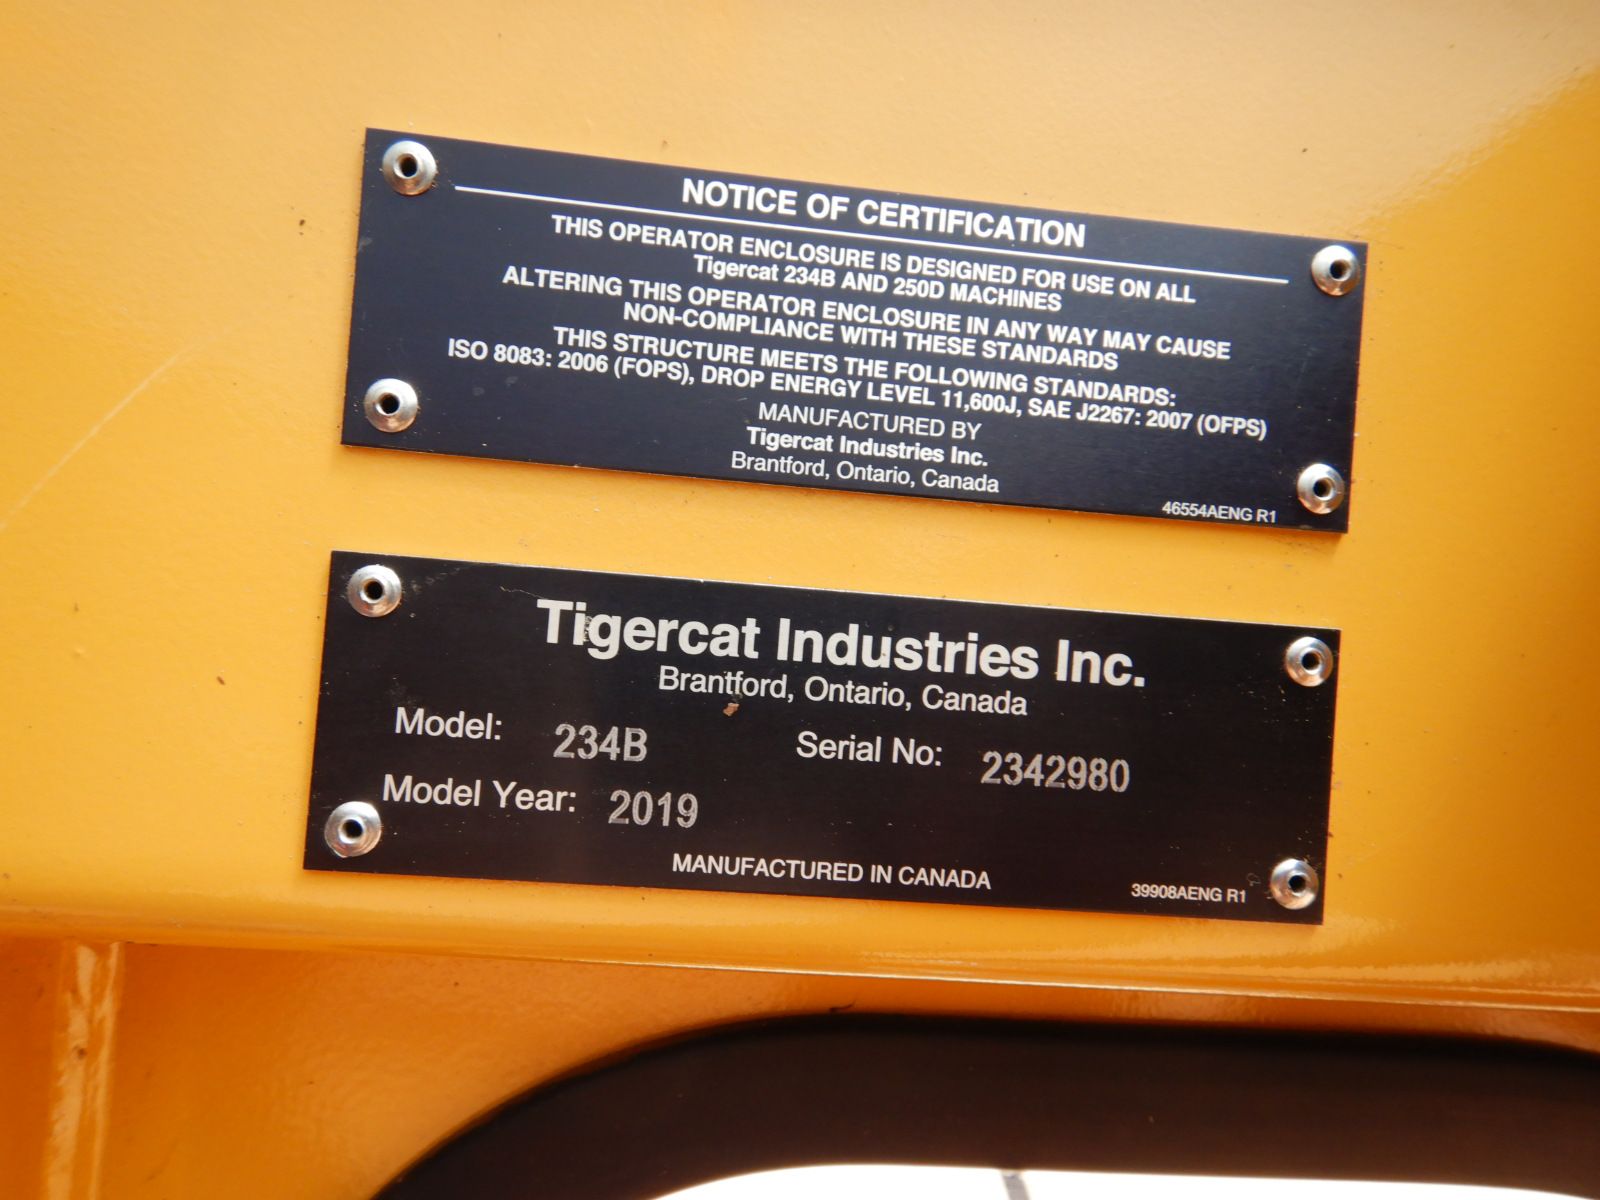 NOTICE OF CERTIFICATION
THIS OPERATOR ENCLOSURE IS DESIGNED FOR USE ON ALL
Tigercat 234B AND 250D MACHINES
ALTERING THIS OPERATOR ENCLOSURE IN ANY WAY MAY CAUSE
NON-COMPLIANCE WITH THESE STANDARDS
THIS STRUCTURE MEETS THE FOLLOWING STANDARDS:
ISO 8083: 2006 (FOPS), DROP ENERGY LEVEL 11,600J, SAE J2267: 2007 (OFPS)
MANUFACTURED BY
Tigercat Industries Inc.
Brantford, Ontario, Canada
46554AENG R1
Tigercat Industries Inc.
Brantford, Ontario, Canada
Model: 234B Serial No: 2342980
Model Year: 2019
MANUFACTURED IN CANADA
39908AENG R1